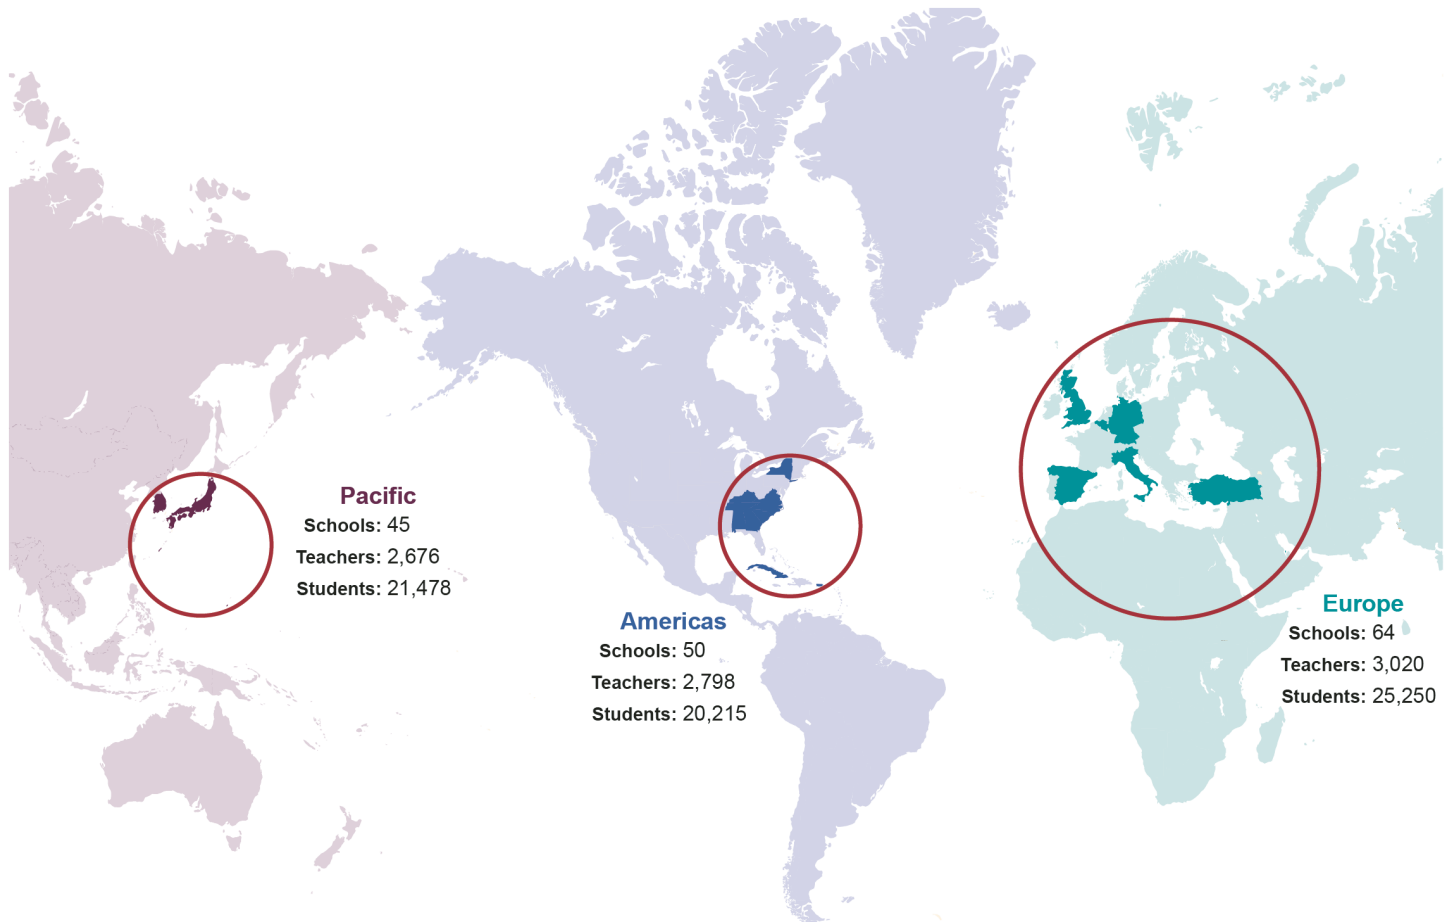 Pacific
Schools: 45
Teachers: 2,676
Students: 21,478
Americas
Schools: 50
Teachers: 2,798
Students: 20,215
Europe
Schools: 64
Teachers: 3,020
Students: 25,250